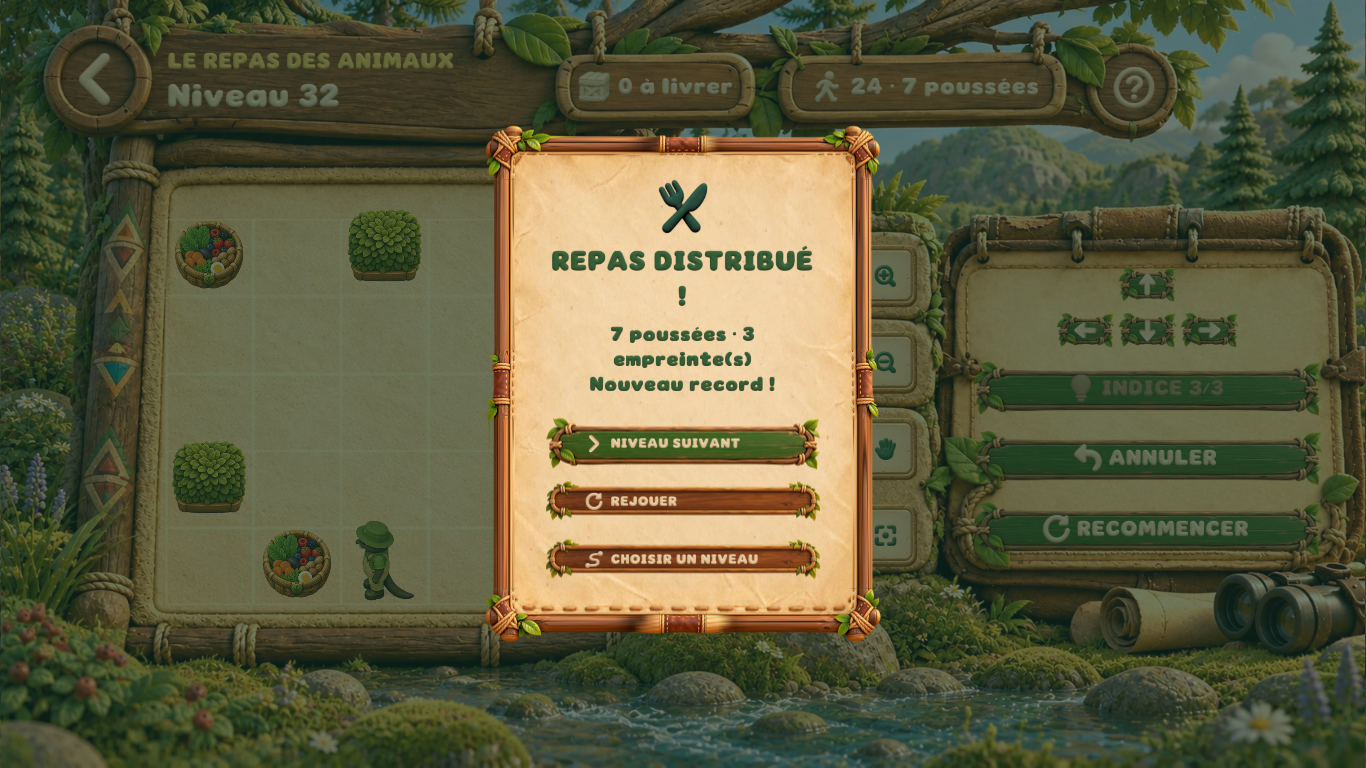 LE REPAS DES ANIMAUX
Niveau 32
0 à livrer
24 · 7 poussées
?
REPAS DISTRIBUÉ
!
7 poussées · 3
empreinte(s)
Nouveau record !
NIVEAU SUIVANT
REJOUER
CHOISIR UN NIVEAU
INDICE 3/3
ANNULER
RECOMMENCER